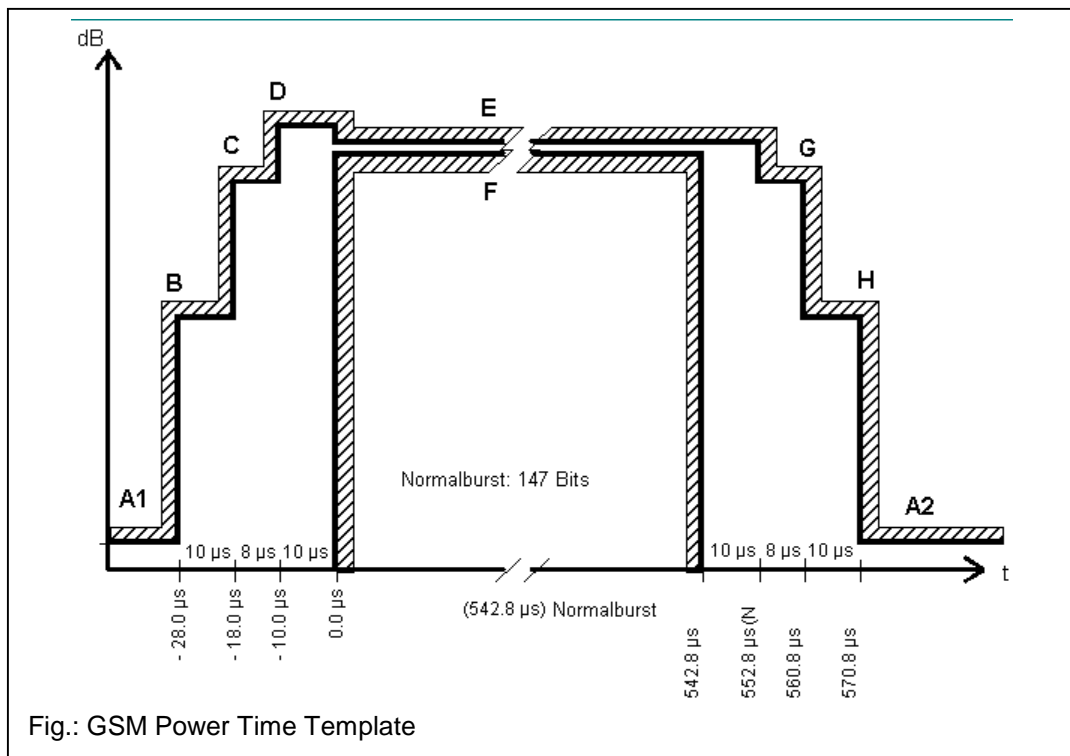 dB
D
E
C
G
F
B
H
Normalburst: 147 Bits
A1
A2
10 µs 8 µs 10 µs
10 µs 8 µs 10 µs
t
(542.8 µs) Normalburst
- 28.0 µs
- 18.0 µs
- 10.0 µs
0.0 µs
542.8 µs
552.8 µs (N
560.8 µs
570.8 µs
Fig.: GSM Power Time Template